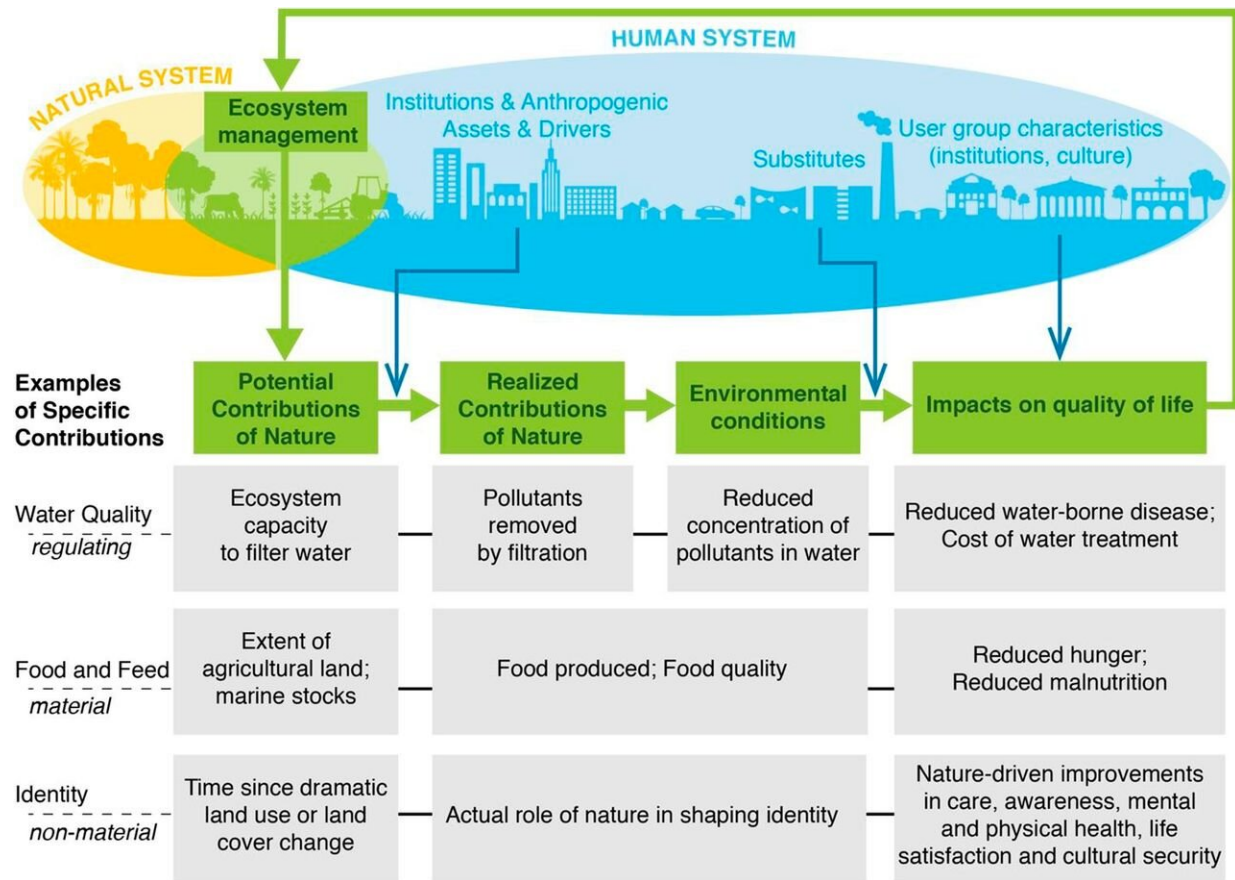 HUMAN SYSTEM
NATURAL SYSTEM
Ecosystem
management
Institutions & Anthropogenic
Assets & Drivers
Substitutes
User group characteristics
(institutions, culture)
Examples
of Specific
Contributions
Potential
Contributions
of Nature
Realized
Contributions
of Nature
Environmental
conditions
Impacts on quality of life
Water Quality
regulating
Ecosystem
capacity
to filter water
Pollutants
removed
by filtration
Reduced
concentration of
pollutants in water
Reduced water-borne disease;
Cost of water treatment
Food and Feed
material
Extent of
agricultural land;
marine stocks
Food produced; Food quality
Reduced hunger;
Reduced malnutrition
Identity
non-material
Time since dramatic
land use or land
cover change
Actual role of nature in shaping identity
Nature-driven improvements
in care, awareness, mental
and physical health, life
satisfaction and cultural security